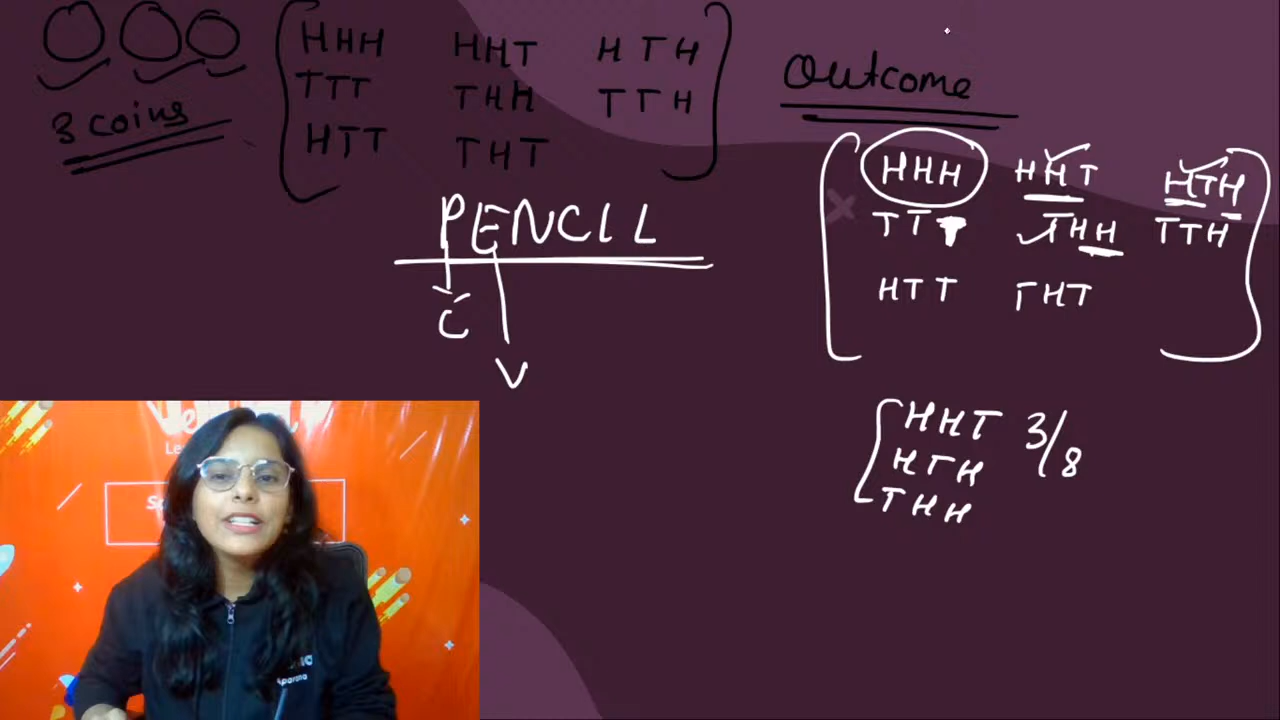 HHH HHT HTH
TTT THH TTH
HTT THT
3 coins
Outcome
HHH HHT HTH
TTT THH TTH
HTT THT
PENCIL
C
V
HHT 3/8
HTH
THH